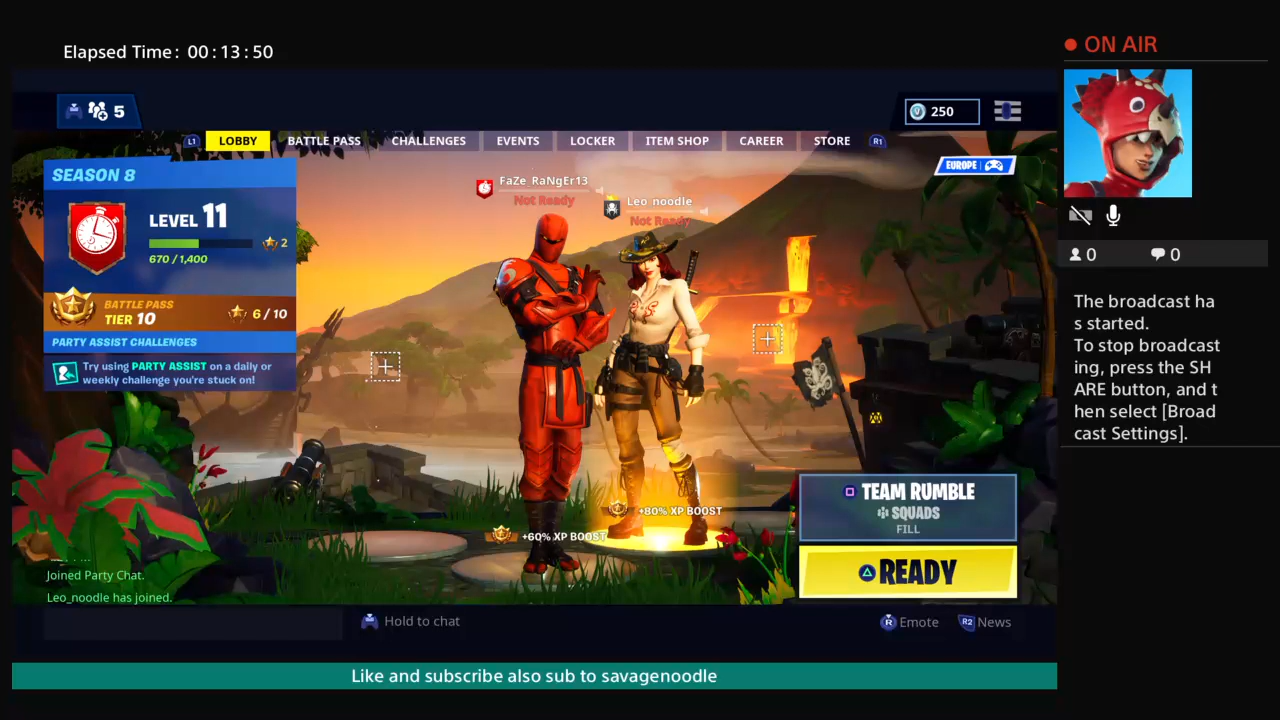 Elapsed Time: 00:13:50
ON AIR
5
250
L1
LOBBY
BATTLE PASS
CHALLENGES
EVENTS
LOCKER
ITEM SHOP
CAREER
STORE
R1
SEASON 8
EUROPE
LEVEL 11
2
670 / 1,400
BATTLE PASS
TIER 10
6 / 10
PARTY ASSIST CHALLENGES
Try using PARTY ASSIST on a daily or
weekly challenge you're stuck on!
FaZe_RaNgEr13
Not Ready
Leo_noodle
Not Ready
0
0
The broadcast ha
s started.
To stop broadcast
ing, press the SH
ARE button, and t
hen select [Broad
cast Settings].
+80% XP BOOST
+60% XP BOOST
TEAM RUMBLE
SQUADS
FILL
READY
Joined Party Chat.
Leo_noodle has joined.
Hold to chat
R
Emote
R2
News
Like and subscribe also sub to savagenoodle